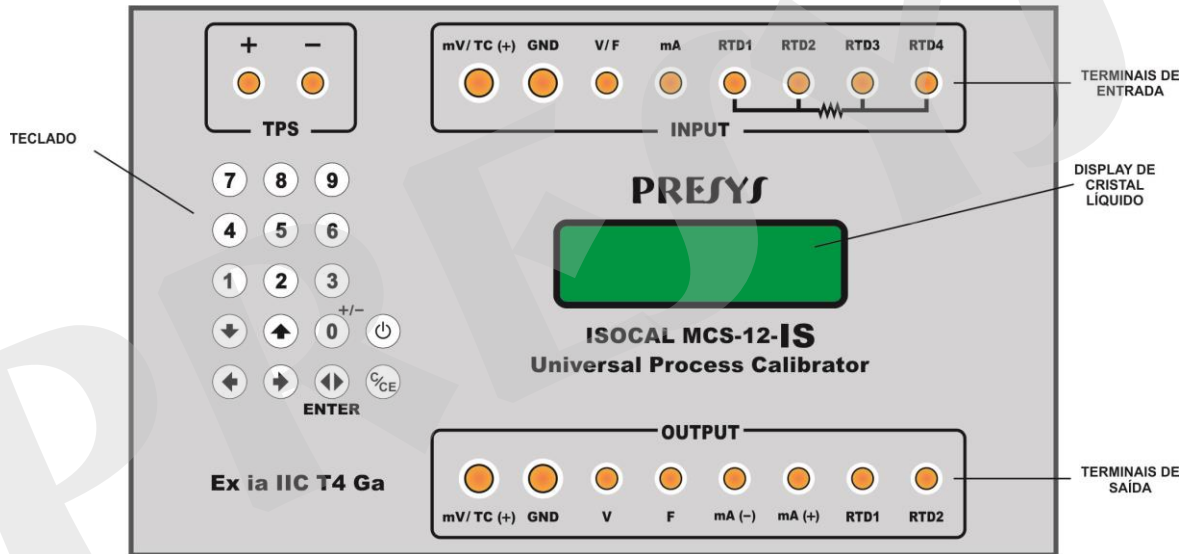 + −
TPS
mV/ TC (+) GND V/ F mA RTD1 RTD2 RTD3 RTD4
INPUT
TERMINAIS DE
ENTRADA
TECLADO
7 8 9
4 5 6
1 2 3
+/−
0
C/CE
ENTER
PRESYS
DISPLAY DE
CRISTAL
LÍQUIDO
ISOCAL MCS-12-IS
Universal Process Calibrator
Ex ia IIC T4 Ga
OUTPUT
mV/ TC (+) GND V F mA (−) mA (+) RTD1 RTD2
TERMINAIS DE
SAÍDA
PRESYS